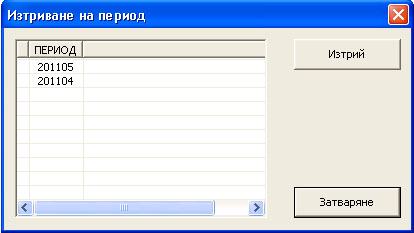 Изтриване на период
ПЕРИОД
201105
201104
Изтрий
Затваряне